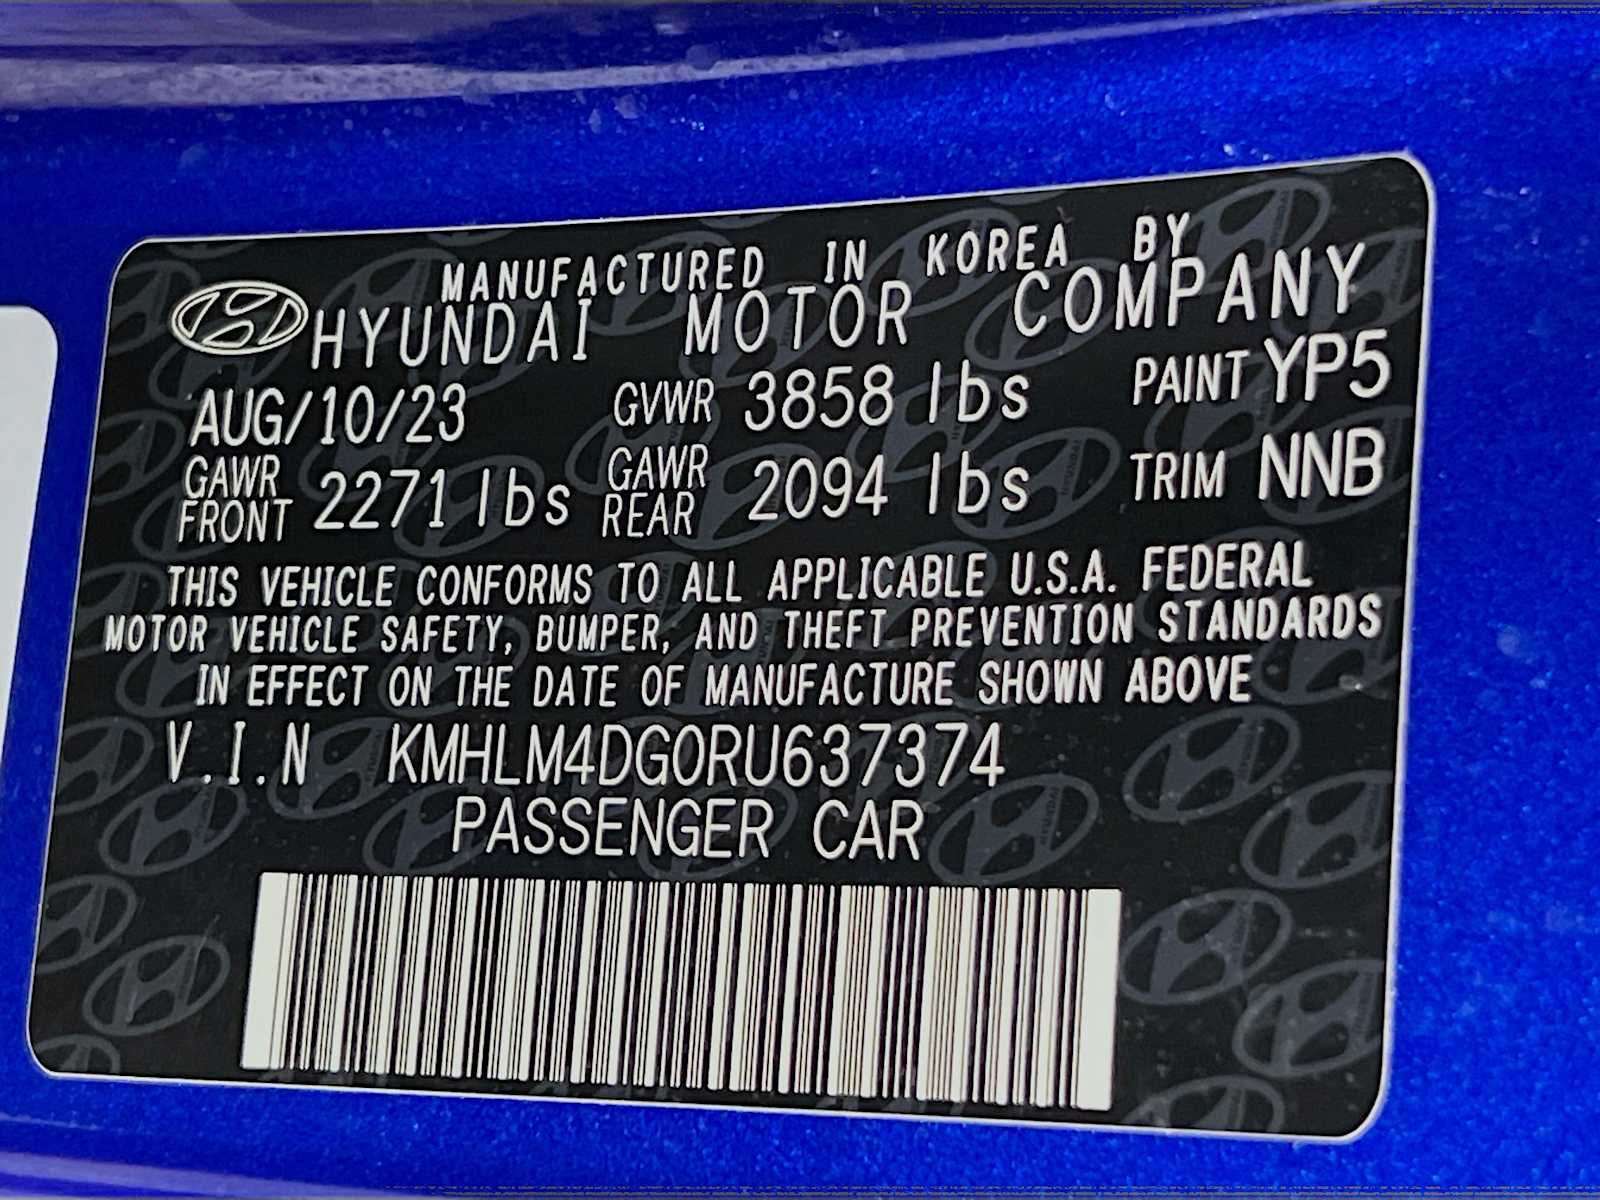 MANUFACTURED IN KOREA BY
HYUNDAI MOTOR COMPANY
AUG/10/23 GVWR 3858 lbs PAINT YP5
GAWR FRONT 2271 lbs GAWR REAR 2094 lbs TRIM NNB
THIS VEHICLE CONFORMS TO ALL APPLICABLE U.S.A. FEDERAL
MOTOR VEHICLE SAFETY, BUMPER, AND THEFT PREVENTION STANDARDS
IN EFFECT ON THE DATE OF MANUFACTURE SHOWN ABOVE
V.I.N KMHLM4DG0RU637374
PASSENGER CAR